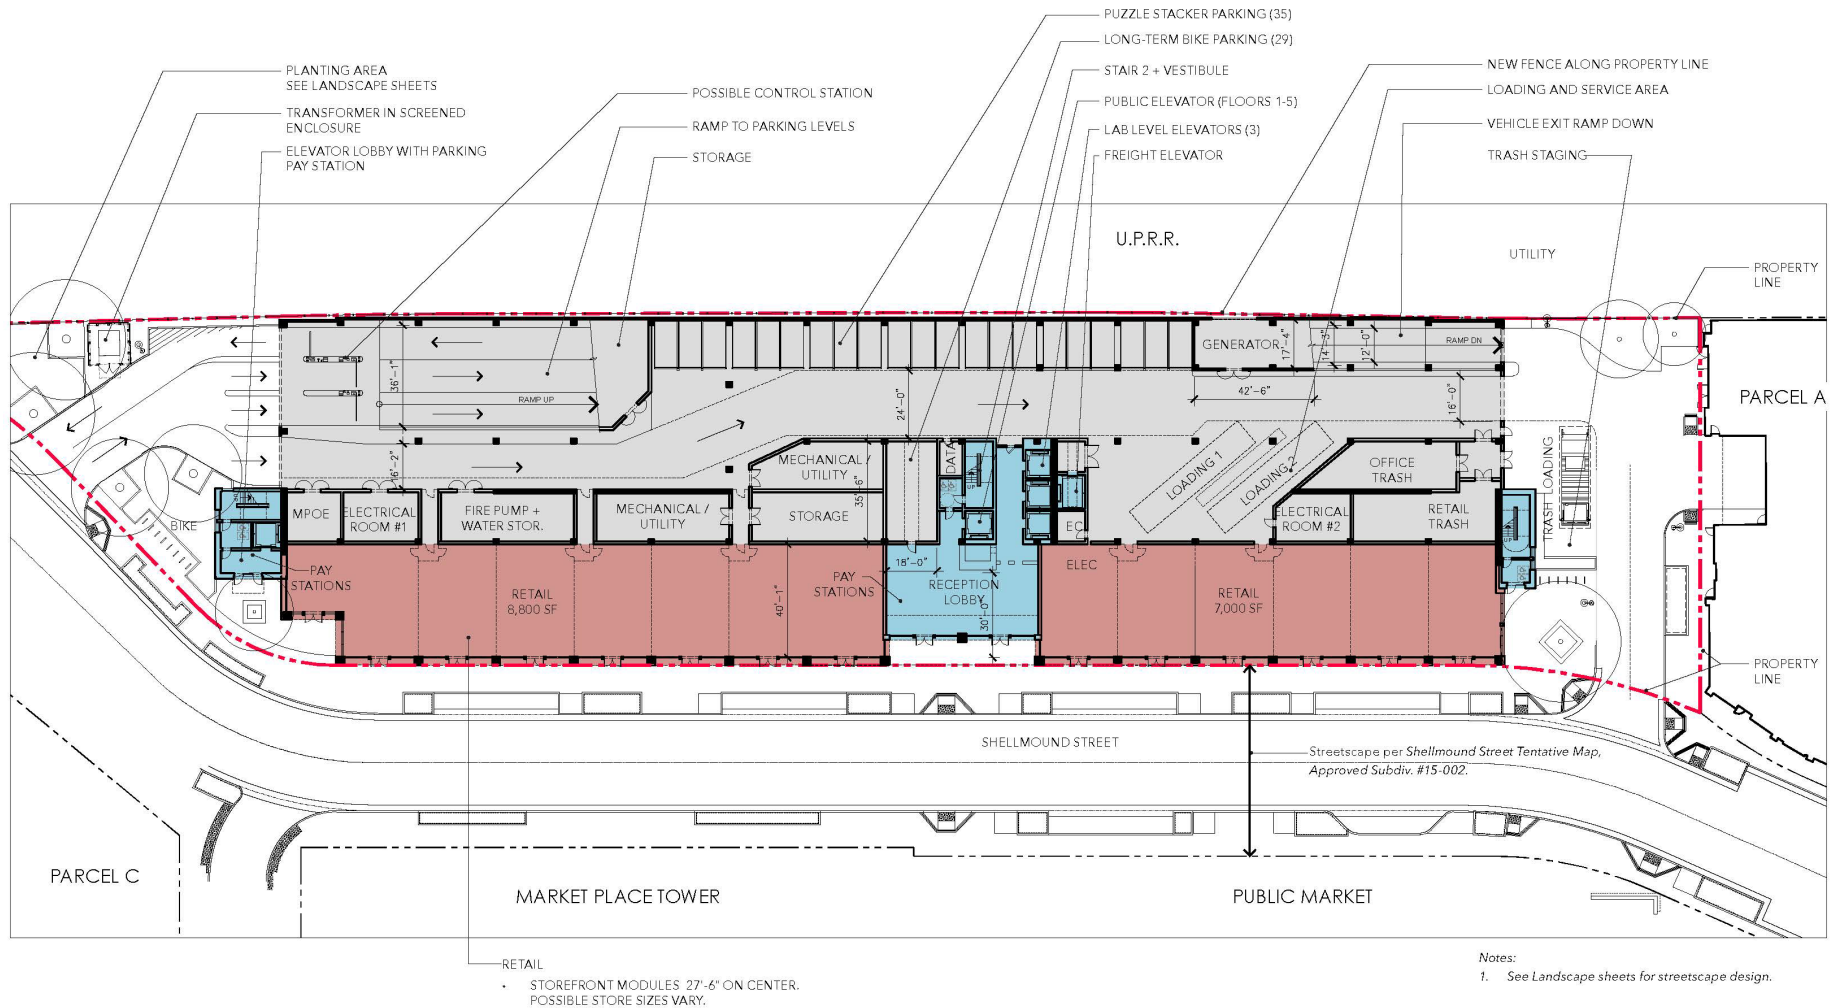 PUZZLE STACKER PARKING (35)
LONG-TERM BIKE PARKING (29)
STAIR 2 + VESTIBULE
PUBLIC ELEVATOR (FLOORS 1-5)
LAB LEVEL ELEVATORS (3)
FREIGHT ELEVATOR
NEW FENCE ALONG PROPERTY LINE
LOADING AND SERVICE AREA
VEHICLE EXIT RAMP DOWN
TRASH STAGING
PLANTING AREA
SEE LANDSCAPE SHEETS
TRANSFORMER IN SCREENED
ENCLOSURE
ELEVATOR LOBBY WITH PARKING
PAY STATION
POSSIBLE CONTROL STATION
RAMP TO PARKING LEVELS
STORAGE
U.P.R.R.
UTILITY
PROPERTY
LINE
PARCEL A
GENERATOR
17'-4"
14'-3"
12'-0"
RAMP DN
36'-1"
RAMP UP
24'-0"
42'-6"
16'-0"
16'-2"
MECHANICAL /
UTILITY
35'-6"
DATA
LOADING 1
LOADING 2
OFFICE
TRASH
TRASH LOADING
BIKE
MPOE
ELECTRICAL
ROOM #1
FIRE PUMP +
WATER STOR.
MECHANICAL /
UTILITY
STORAGE
EC
ELECTRICAL
ROOM #2
RETAIL
TRASH
PAY
STATIONS
RETAIL
8,800 SF
40'-1"
18'-0"
PAY
STATIONS
RECEPTION
LOBBY
30'-0"
ELEC
RETAIL
7,000 SF
PROPERTY
LINE
SHELLMOUND STREET
Streetscape per Shellmound Street Tentative Map,
Approved Subdiv. #15-002.
PARCEL C
MARKET PLACE TOWER
PUBLIC MARKET
RETAIL
• STOREFRONT MODULES 27'-6" ON CENTER.
POSSIBLE STORE SIZES VARY.
Notes:
1. See Landscape sheets for streetscape design.